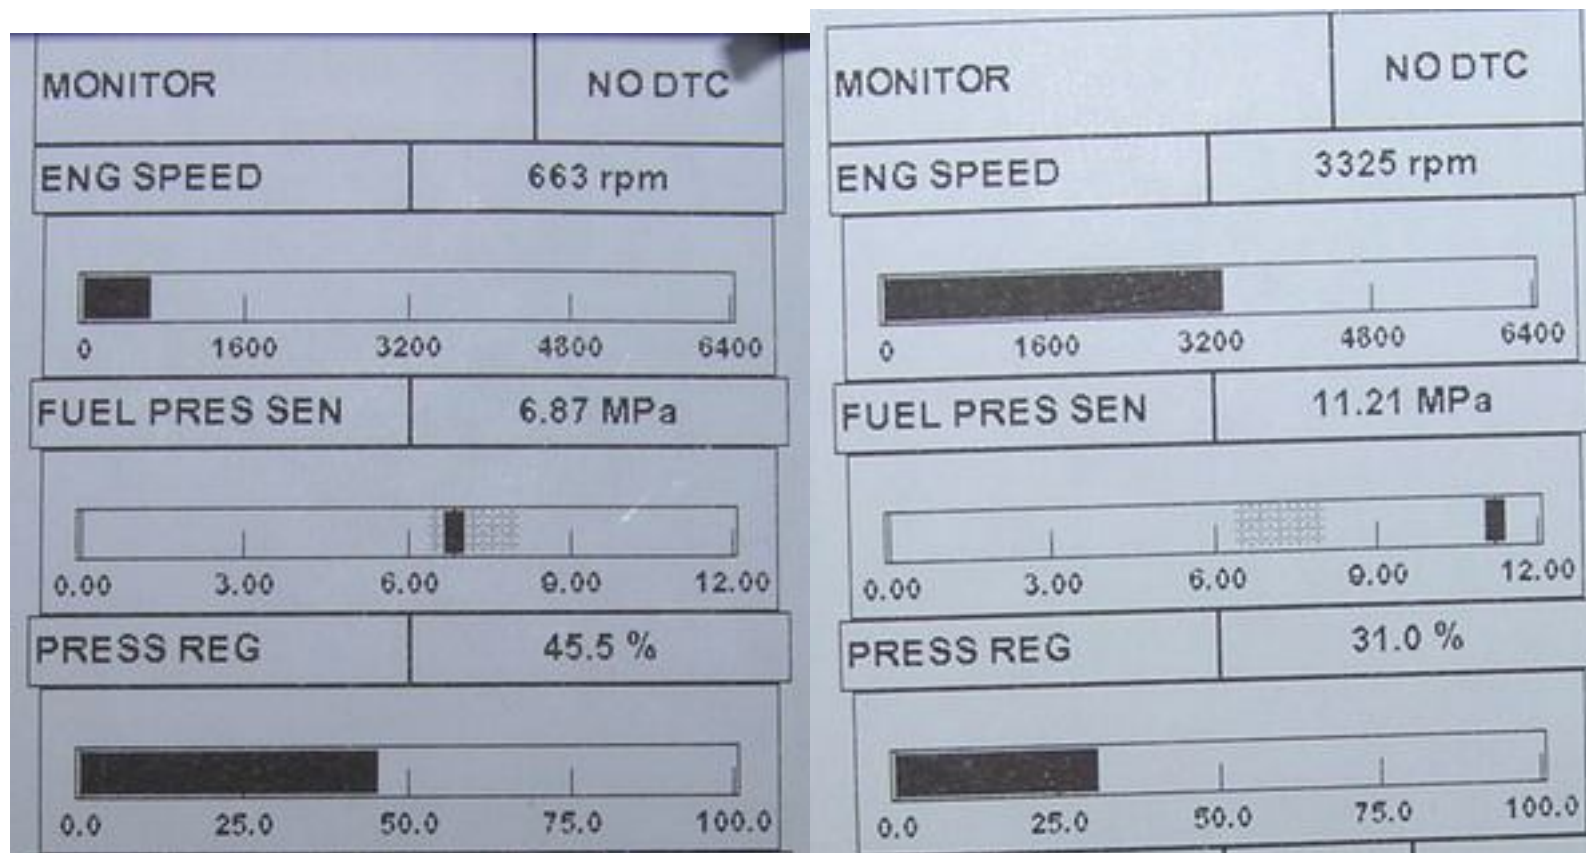 MONITOR NO DTC
ENG SPEED 663 rpm
0 1600 3200 4800 6400
FUEL PRES SEN 6.87 MPa
0.00 3.00 6.00 9.00 12.00
PRESS REG 45.5 %
0.0 25.0 50.0 75.0 100.0
MONITOR NO DTC
ENG SPEED 3325 rpm
0 1600 3200 4800 6400
FUEL PRES SEN 11.21 MPa
0.00 3.00 6.00 9.00 12.00
PRESS REG 31.0 %
0.0 25.0 50.0 75.0 100.0